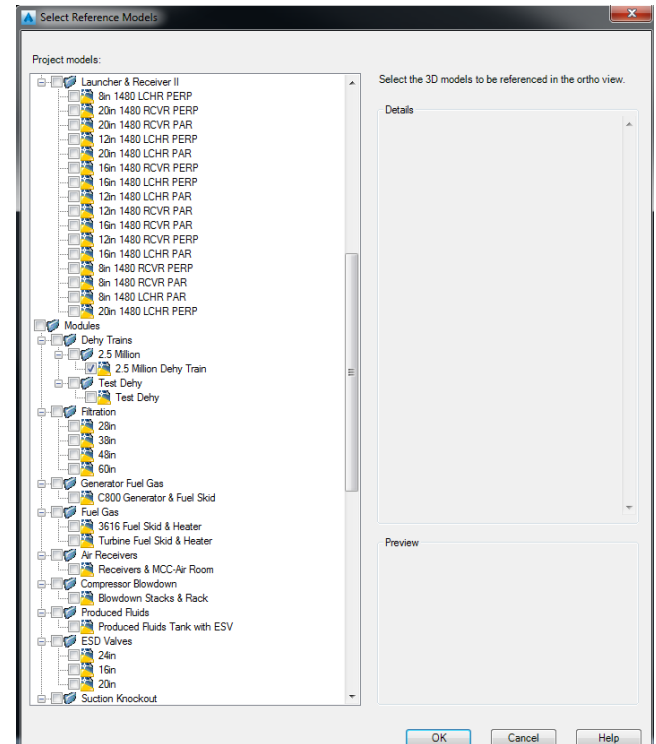 Select Reference Models
Project models:
Launcher & Receiver II
8in 1480 LCHR PERP
20in 1480 RCVR PERP
20in 1480 RCVR PAR
12in 1480 LCHR PERP
20in 1480 LCHR PAR
16in 1480 RCVR PERP
16in 1480 LCHR PERP
12in 1480 LCHR PAR
12in 1480 RCVR PAR
16in 1480 RCVR PAR
12in 1480 RCVR PERP
16in 1480 LCHR PAR
8in 1480 RCVR PERP
8in 1480 RCVR PAR
8in 1480 LCHR PAR
20in 1480 LCHR PERP
Modules
Dehy Trains
2.5 Million
2.5 Million Dehy Train
Test Dehy
Test Dehy
Filtration
28in
38in
48in
60in
Generator Fuel Gas
C800 Generator & Fuel Skid
Fuel Gas
3616 Fuel Skid & Heater
Turbine Fuel Skid & Heater
Air Receivers
Receivers & MCC-Air Room
Compressor Blowdown
Blowdown Stacks & Rack
Produced Fluids
Produced Fluids Tank with ESV
ESD Valves
24in
16in
20in
Suction Knockout
Select the 3D models to be referenced in the ortho view.
Details
Preview
OK
Cancel
Help